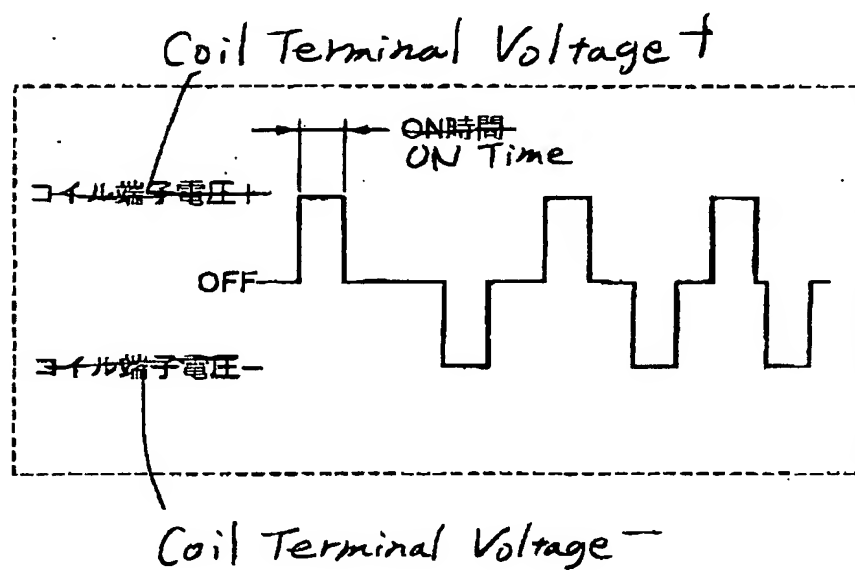 Coil Terminal Voltage +
ON時間
ON Time
コイル端子電圧+
OFF
コイル端子電圧-
Coil Terminal Voltage -